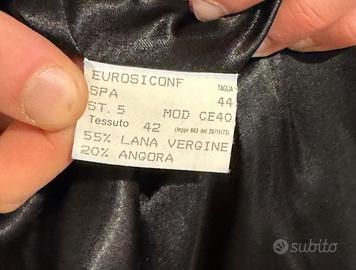 EUROSICONF
SPA TAGLIA
ST. 5 44
MOD CE40
Tessuto 42 (legge 883 del 26/11/73)
55% LANA VERGINE
20% ANGORA
subito